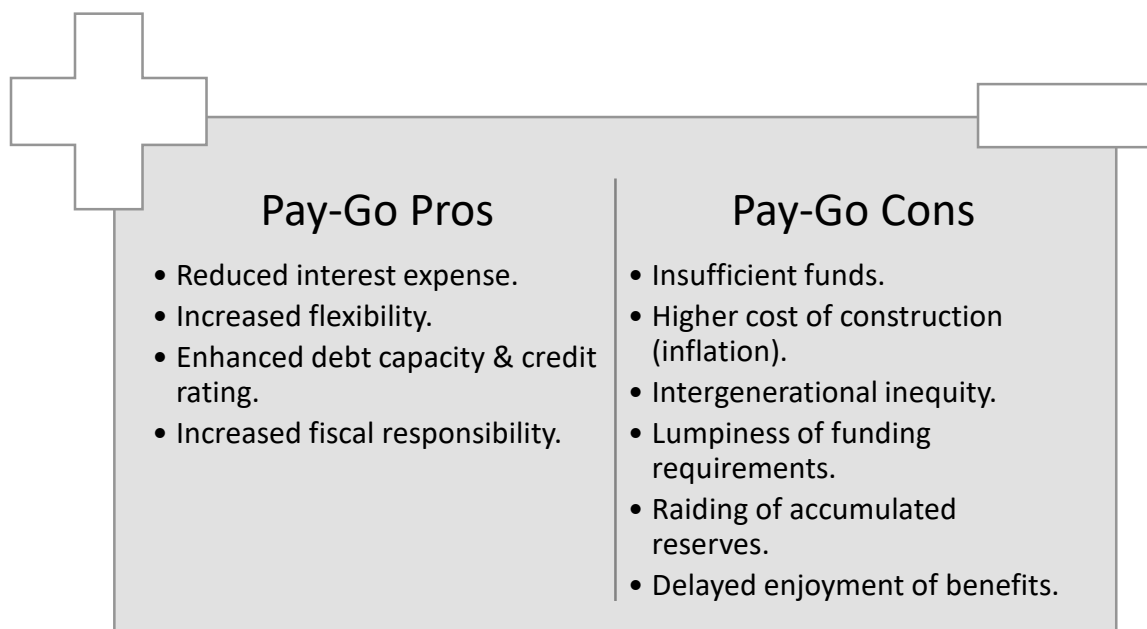 Pay-Go Pros
• Reduced interest expense.
• Increased flexibility.
• Enhanced debt capacity & credit
rating.
• Increased fiscal responsibility.
Pay-Go Cons
• Insufficient funds.
• Higher cost of construction
(inflation).
• Intergenerational inequity.
• Lumpiness of funding
requirements.
• Raiding of accumulated
reserves.
• Delayed enjoyment of benefits.